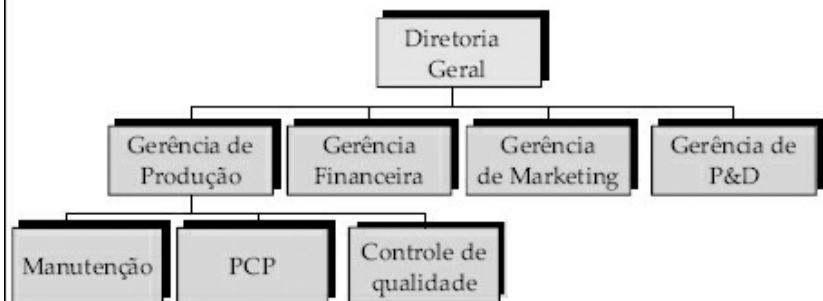 Diretoria
Geral
Gerência de
Produção
Gerência
Financeira
Gerência
de Marketing
Gerência de
P&D
Manutenção
PCP
Controle de
qualidade